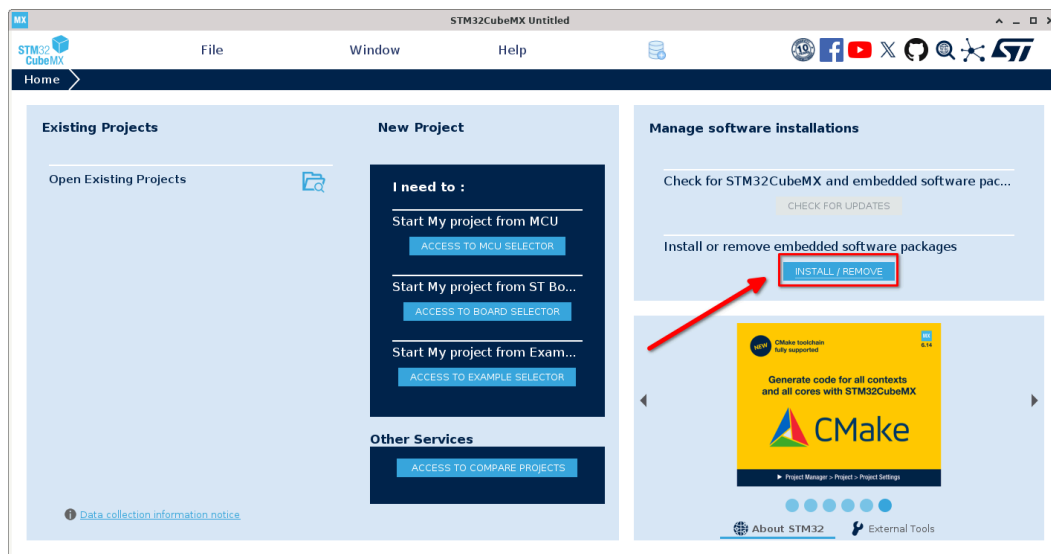 MX
STM32CubeMX Untitled
STM32
CubeMX
File
Window
Help
10
Home
Existing Projects
Open Existing Projects
Data collection information notice
New Project
I need to :
Start My project from MCU
ACCESS TO MCU SELECTOR
Start My project from ST Bo...
ACCESS TO BOARD SELECTOR
Start My project from Exam...
ACCESS TO EXAMPLE SELECTOR
Other Services
ACCESS TO COMPARE PROJECTS
Manage software installations
Check for STM32CubeMX and embedded software pac...
CHECK FOR UPDATES
Install or remove embedded software packages
INSTALL / REMOVE
NEW
CMake toolchain
fully supported
MX
6.14
Generate code for all contexts
and all cores with STM32CubeMX
CMake
Project Manager > Project > Project Settings
About STM32
External Tools